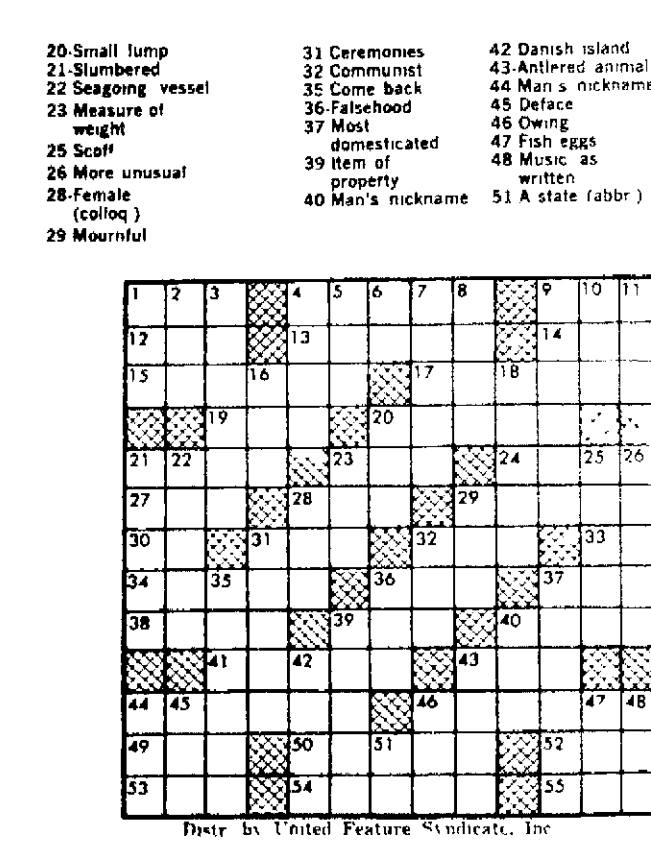 20-Small lump
21-Slumbered
22 Seagoing vessel
23 Measure of
weight
25 Scoff
26 More unusual
28-Female
(colloq )
29 Mournful
31 Ceremonies
32 Communist
35 Come back
36-Falsehood
37 Most
domesticated
39 Item of
property
40 Man's nickname
42 Danish island
43-Antlered animal
44 Man s nickname
45 Deface
46 Owing
47 Fish eggs
48 Music as
written
51 A state (abbr )
1 2 3 4 5 6 7 8 9 10 11
12 13 14
15 16 17 18
19 20
21 22 23 24 25 26
27 28 29
30 31 32 33
34 35 36 37
38 39 40
41 42 43
44 45 46 47 48
49 50 51 52
53 54 55
Distr by United Feature Syndicate, Inc